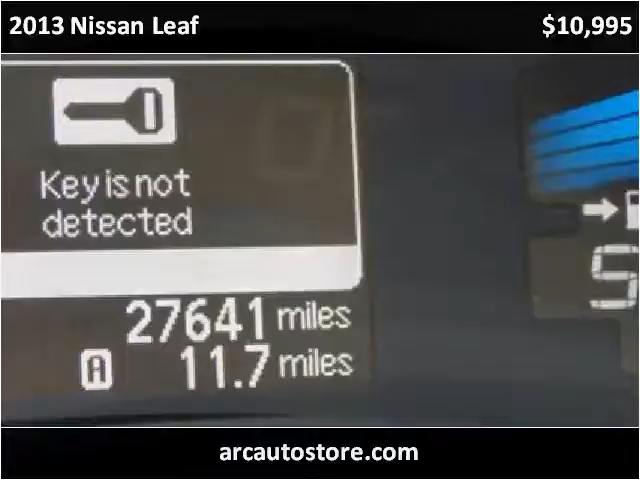 2013 Nissan Leaf $10,995
Key is not
detected
27641 miles
A 11.7 miles
arcautostore.com